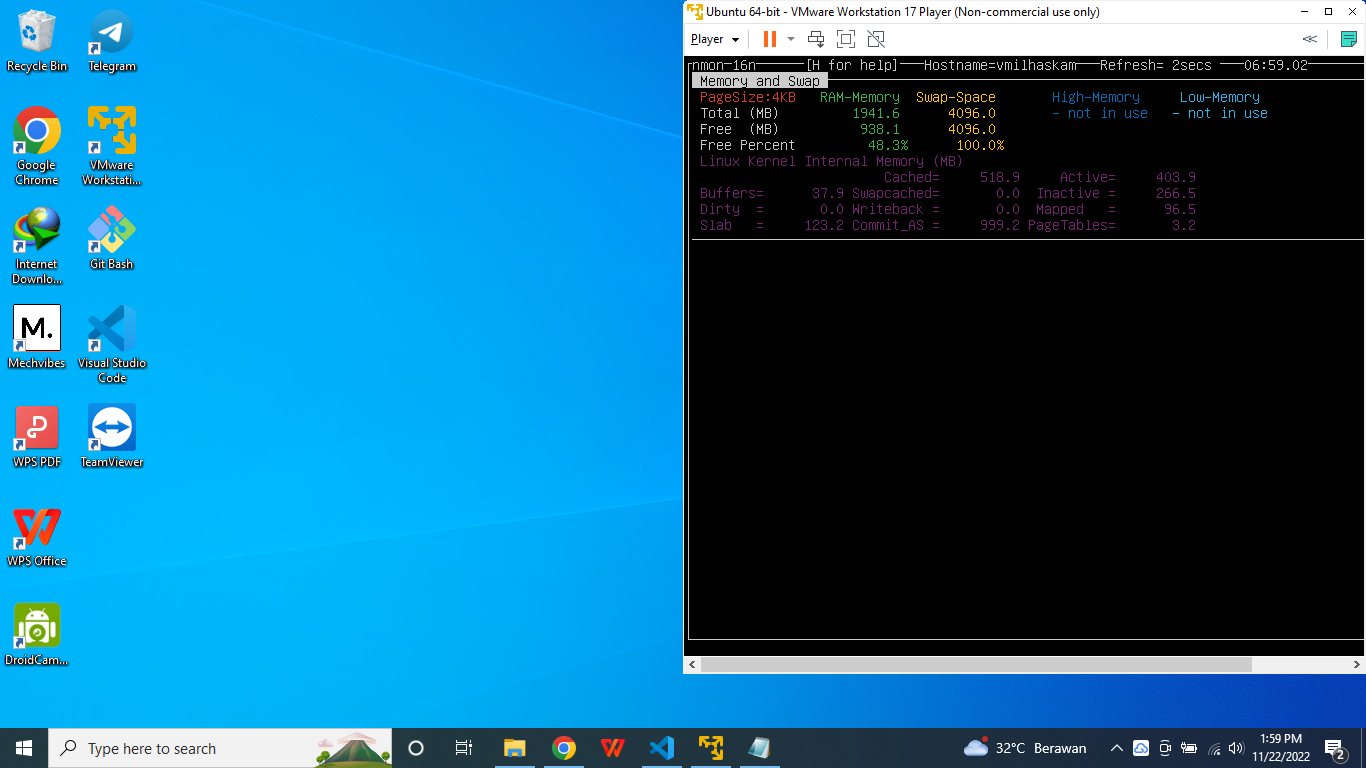 Recycle Bin
Telegram
Google Chrome
VMware Workstati...
Internet Downlo...
Git Bash
M.
Mechvibes
Visual Studio Code
WPS PDF
TeamViewer
WPS Office
DroidCam...
Ubuntu 64-bit - VMware Workstation 17 Player (Non-commercial use only)
Player
nmon-16n [H for help] Hostname=vmilhaskam Refresh= 2secs 06:59.02
Memory and Swap
PageSize:4KB RAM-Memory Swap-Space High-Memory Low-Memory
Total (MB) 1941.6 4096.0 - not in use - not in use
Free (MB) 938.1 4096.0
Free Percent 48.3% 100.0%
Linux Kernel Internal Memory (MB)
Cached= 518.9 Active= 403.9
Buffers= 37.9 Swapcached= 0.0 Inactive = 266.5
Dirty = 0.0 Writeback = 0.0 Mapped = 96.5
Slab = 123.2 Commit_AS = 999.2 PageTables= 3.2
Type here to search
32°C Berawan
1:59 PM
11/22/2022
2